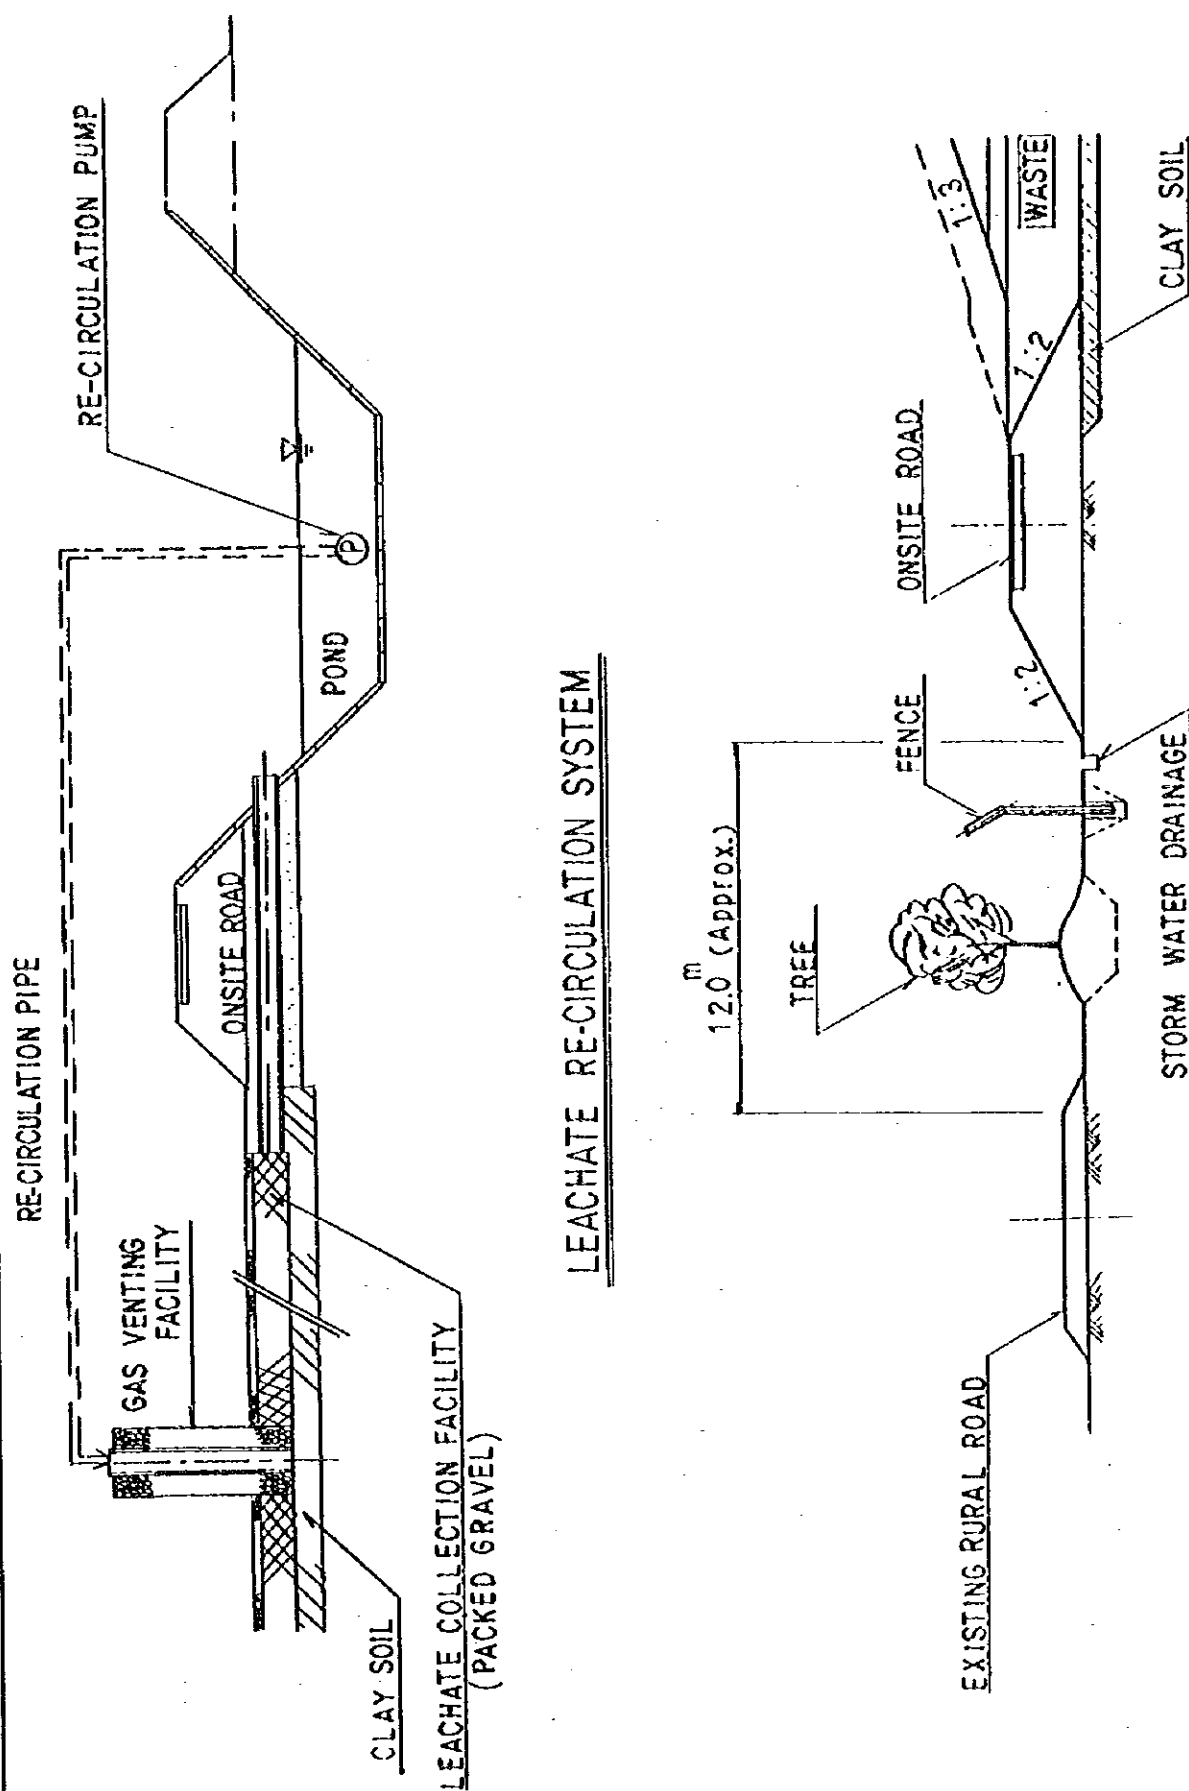 RE-CIRCULATION PIPE
RE-CIRCULATION PUMP
GAS VENTING
FACILITY
ONSITE ROAD
POND
P
CLAY SOIL
LEACHATE COLLECTION FACILITY
(PACKED GRAVEL)
LEACHATE RE-CIRCULATION SYSTEM
12.0 m (Approx.)
TREE
FENCE
ONSITE ROAD
1:3
WASTE
1:2
1:2
EXISTING RURAL ROAD
STORM WATER DRAINAGE
CLAY SOIL